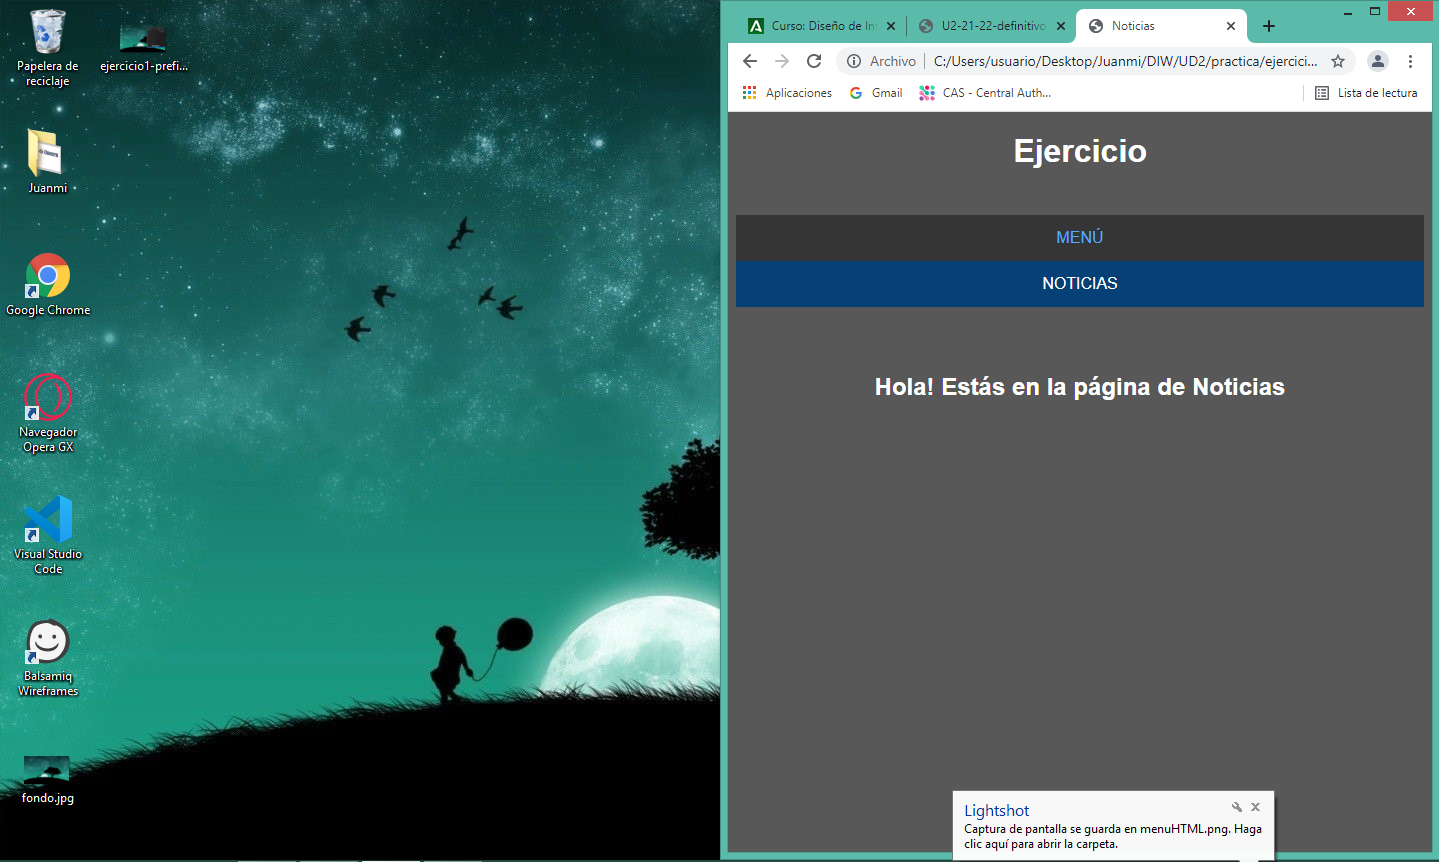 Papelera de
reciclaje
ejercicio1-prefi...
Juanmi
Google Chrome
Navegador
Opera GX
Visual Studio
Code
Balsamiq
Wireframes
fondo.jpg
Curso: Diseño de Int
U2-21-22-definitivo
Noticias
Archivo
C:/Users/usuario/Desktop/Juanmi/DIW/UD2/practica/ejercici...
Aplicaciones
Gmail
CAS - Central Auth...
Lista de lectura
Ejercicio
MENÚ
NOTICIAS
Hola! Estás en la página de Noticias
Lightshot
Captura de pantalla se guarda en menuHTML.png. Haga
clic aquí para abrir la carpeta.